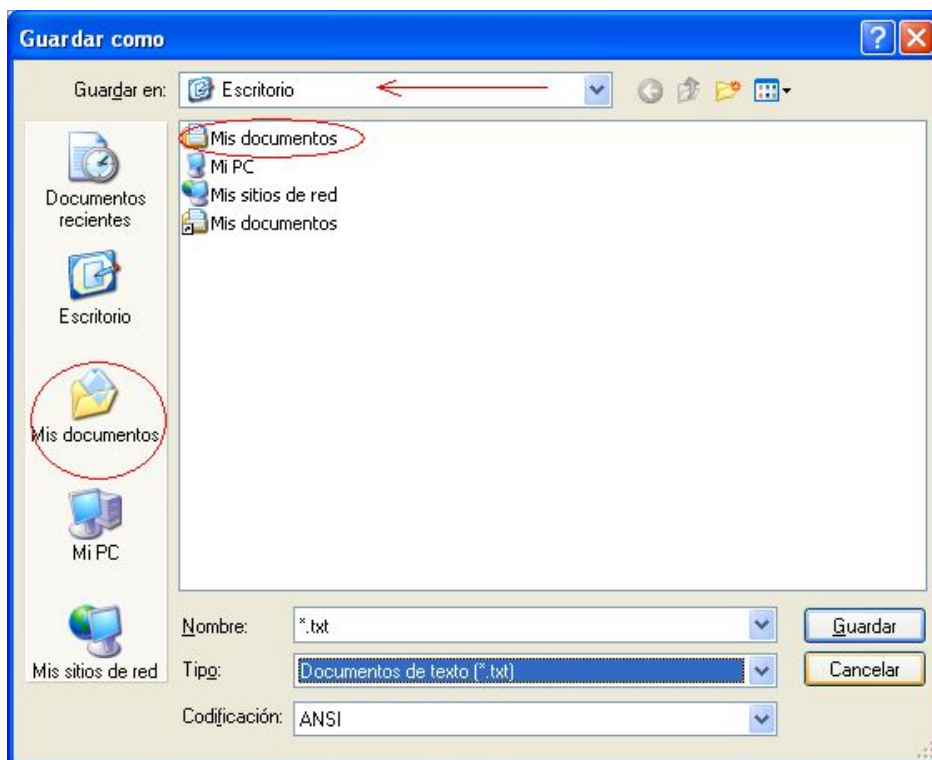 Guardar como
Guardar en:
Escritorio
Mis documentos
Mi PC
Mis sitios de red
Mis documentos
Documentos
recientes
Escritorio
Mis documentos
Mi PC
Mis sitios de red
Nombre:
*.txt
Guardar
Tipo:
Documentos de texto (*.txt)
Cancelar
Codificación:
ANSI